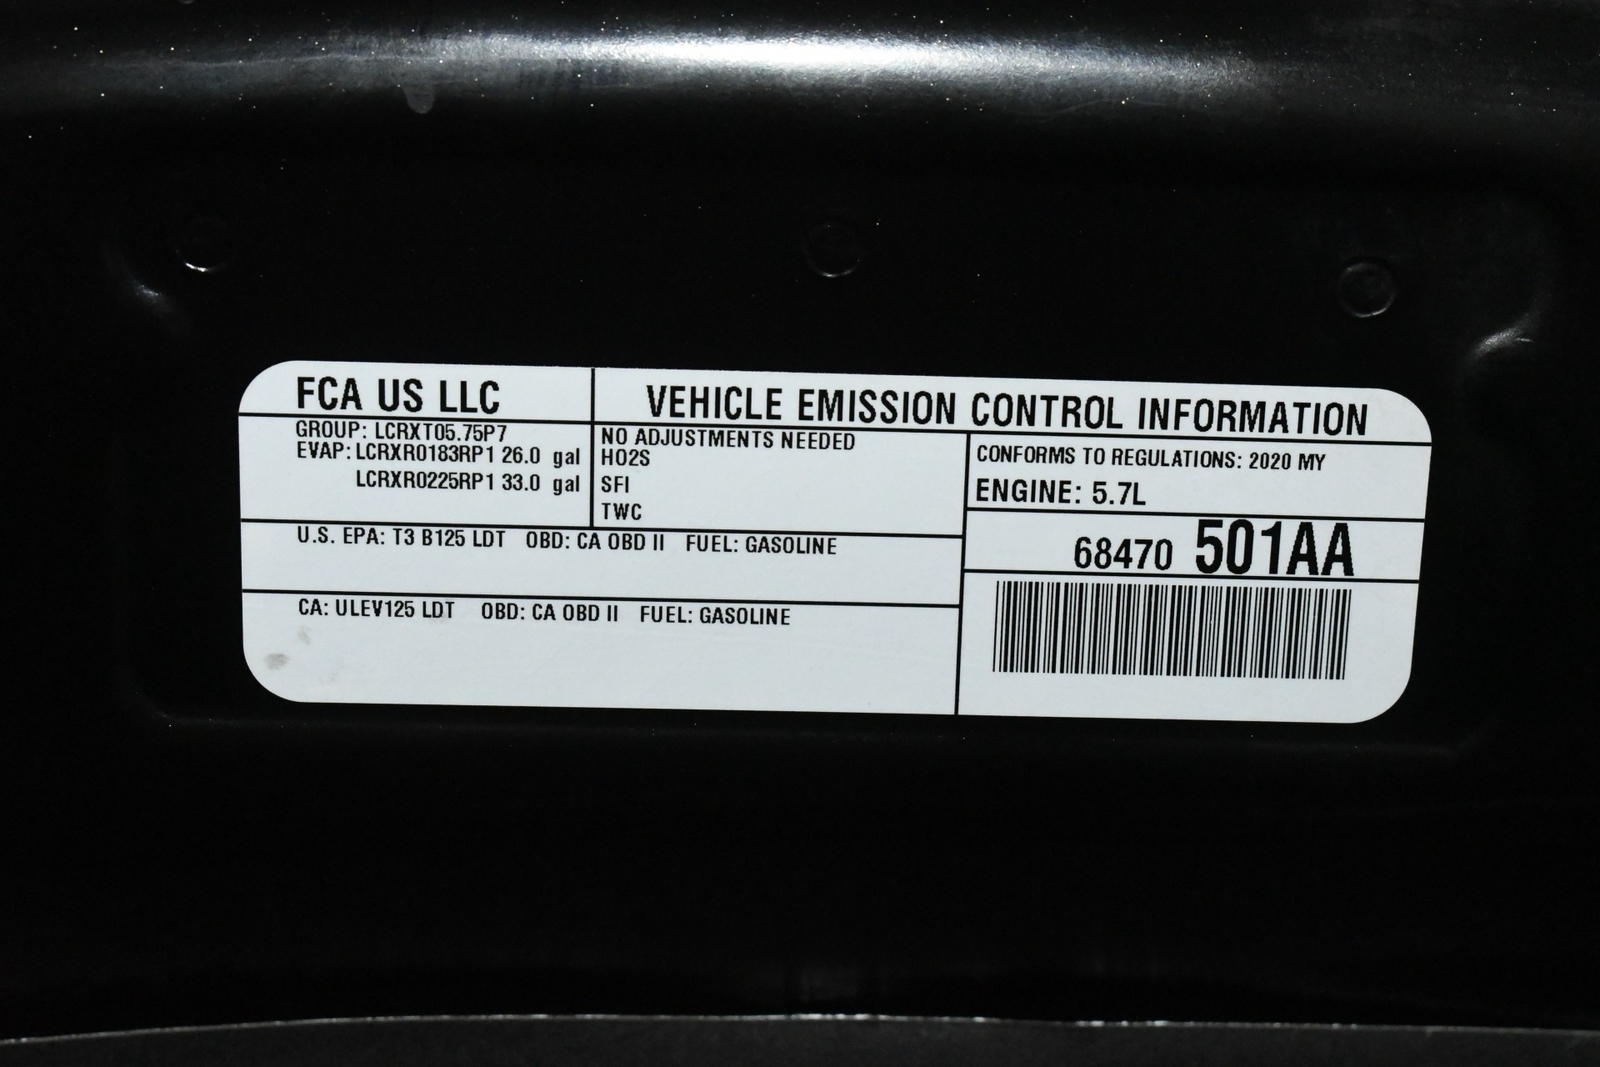 FCA US LLC
VEHICLE EMISSION CONTROL INFORMATION
GROUP: LCRXT05.75P7
EVAP: LCRXR0183RP1 26.0 gal
LCRXR0225RP1 33.0 gal
NO ADJUSTMENTS NEEDED
HO2S
SFI
TWC
CONFORMS TO REGULATIONS: 2020 MY
ENGINE: 5.7L
U.S. EPA: T3 B125 LDT OBD: CA OBD II FUEL: GASOLINE
68470 501AA
CA: ULEV125 LDT OBD: CA OBD II FUEL: GASOLINE